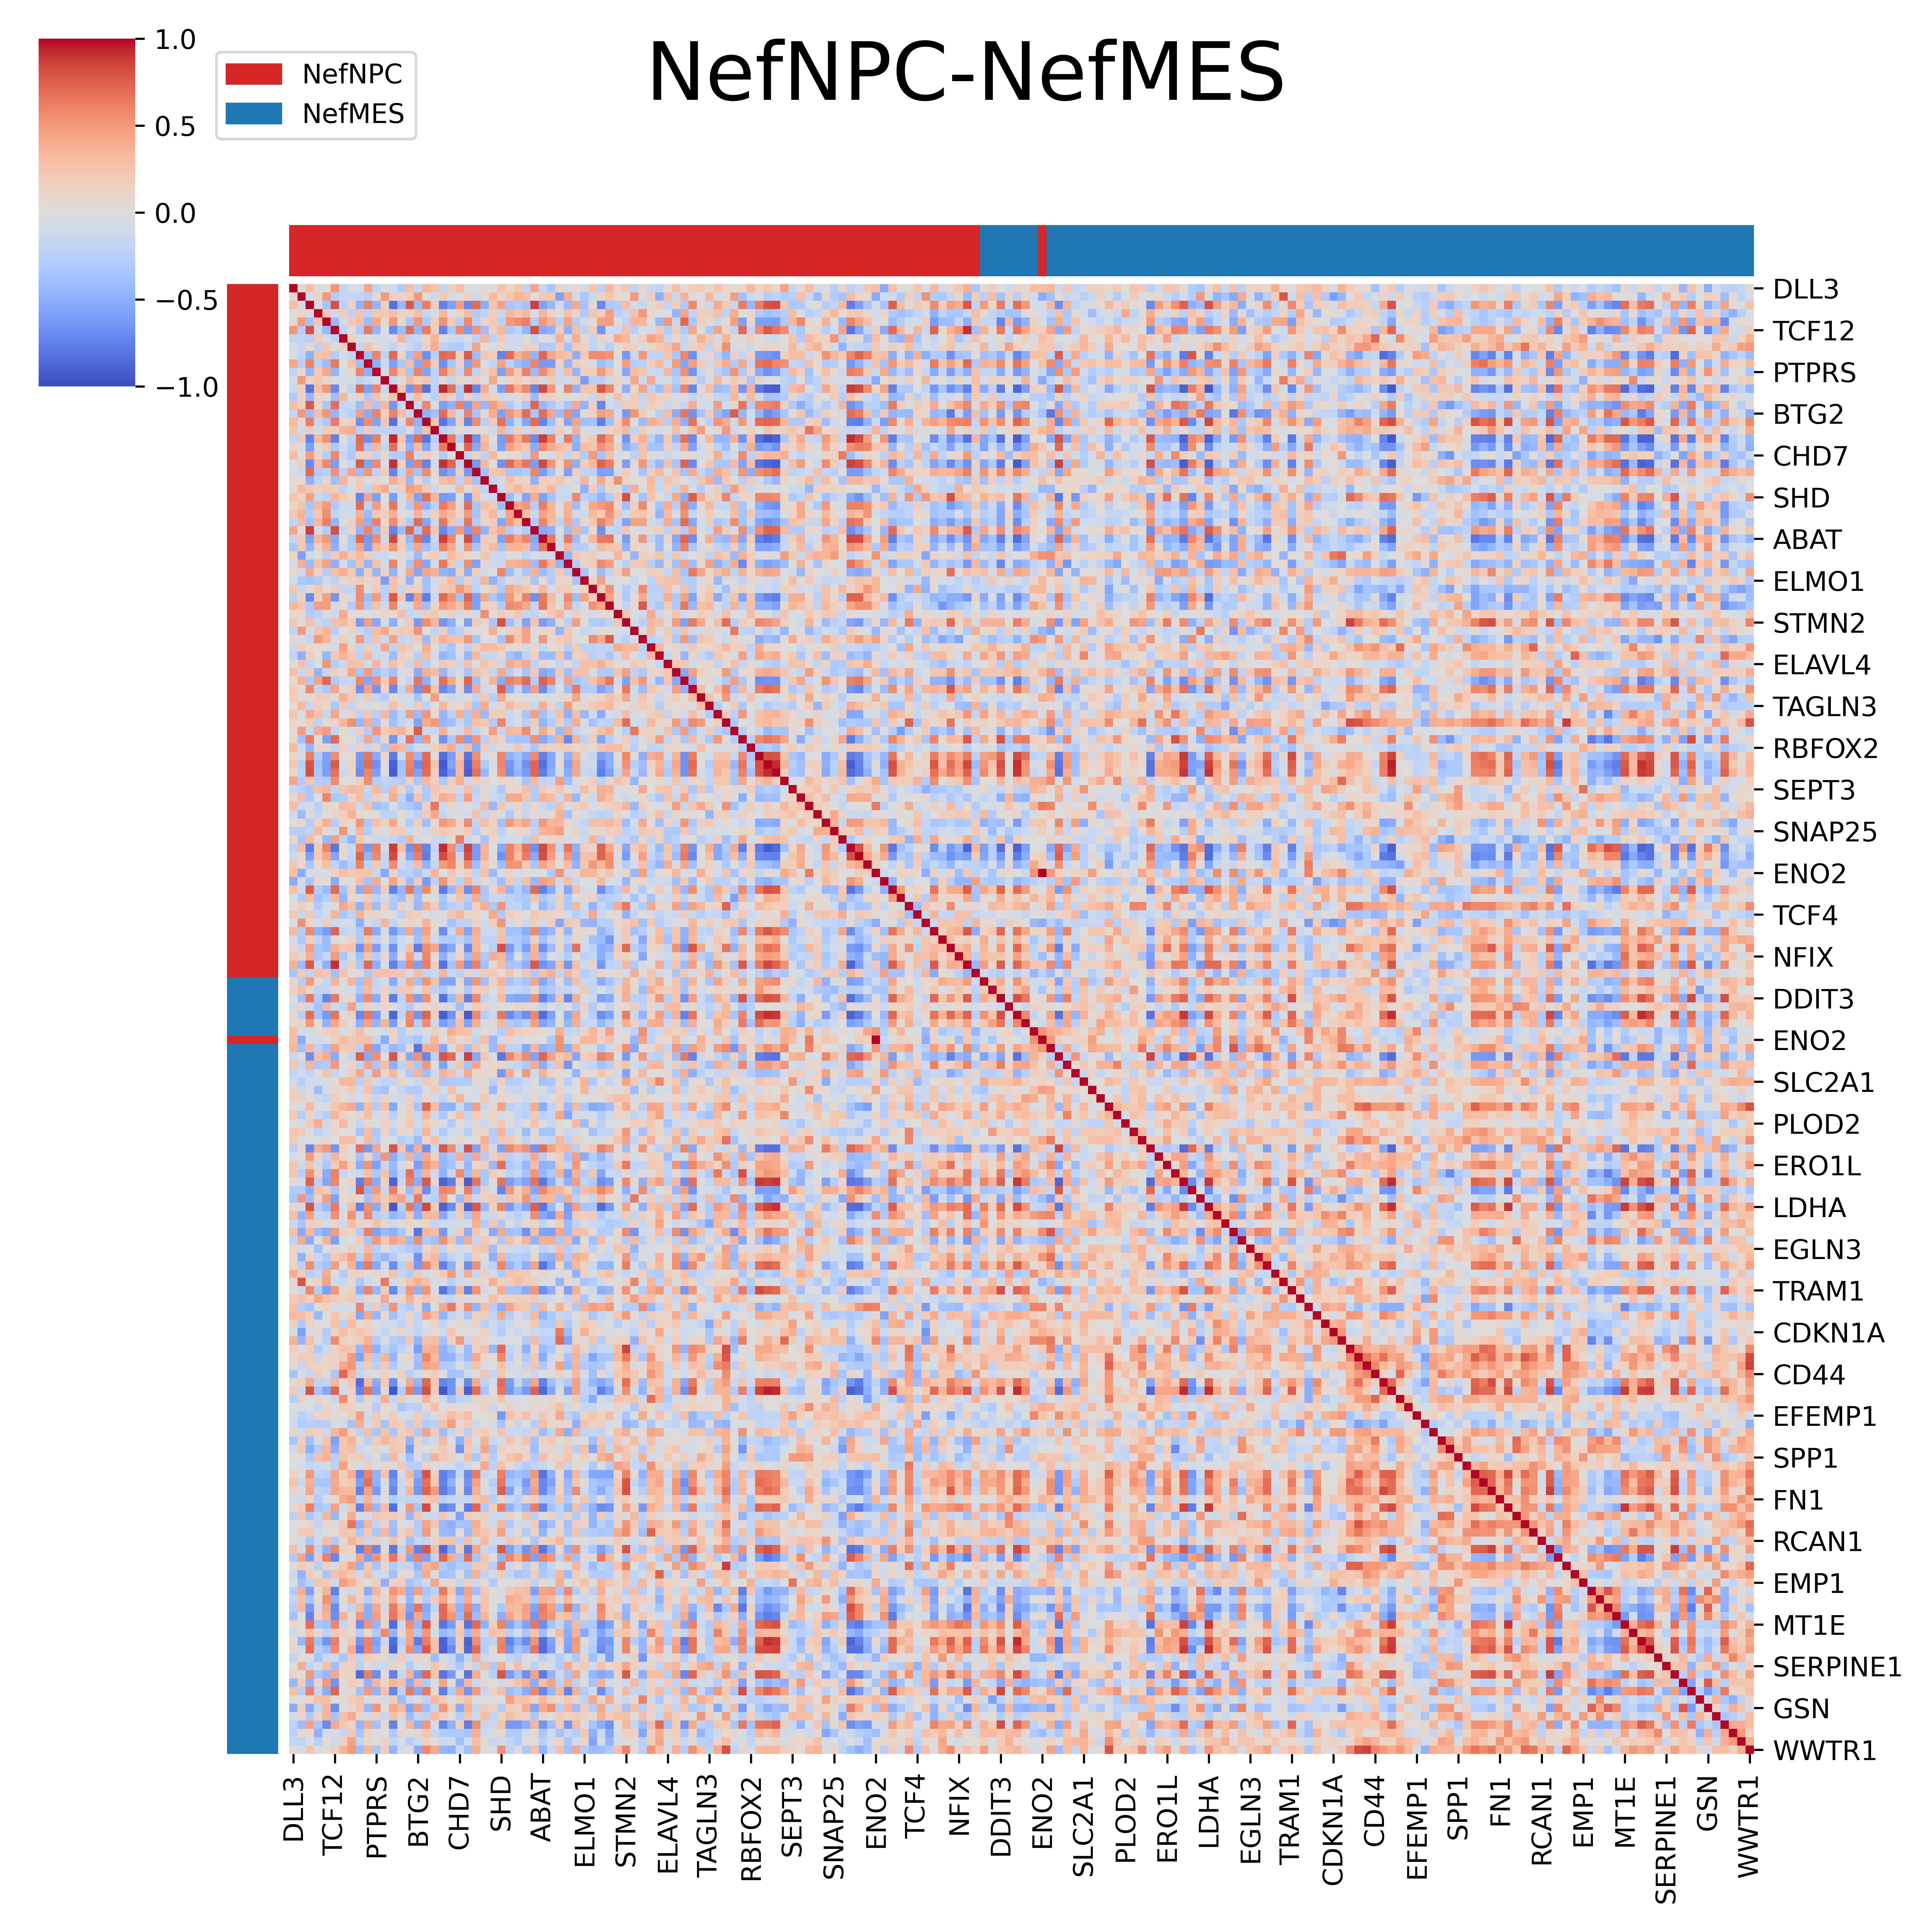 NefNPC-NefMES
1.0
0.5
0.0
−0.5
−1.0
NefNPC
NefMES
DLL3
TCF12
PTPRS
BTG2
CHD7
SHD
ABAT
ELMO1
STMN2
ELAVL4
TAGLN3
RBFOX2
SEPT3
SNAP25
ENO2
TCF4
NFIX
DDIT3
ENO2
SLC2A1
PLOD2
ERO1L
LDHA
EGLN3
TRAM1
CDKN1A
CD44
EFEMP1
SPP1
FN1
RCAN1
EMP1
MT1E
SERPINE1
GSN
WWTR1
DLL3
TCF12
PTPRS
BTG2
CHD7
SHD
ABAT
ELMO1
STMN2
ELAVL4
TAGLN3
RBFOX2
SEPT3
SNAP25
ENO2
TCF4
NFIX
DDIT3
ENO2
SLC2A1
PLOD2
ERO1L
LDHA
EGLN3
TRAM1
CDKN1A
CD44
EFEMP1
SPP1
FN1
RCAN1
EMP1
MT1E
SERPINE1
GSN
WWTR1